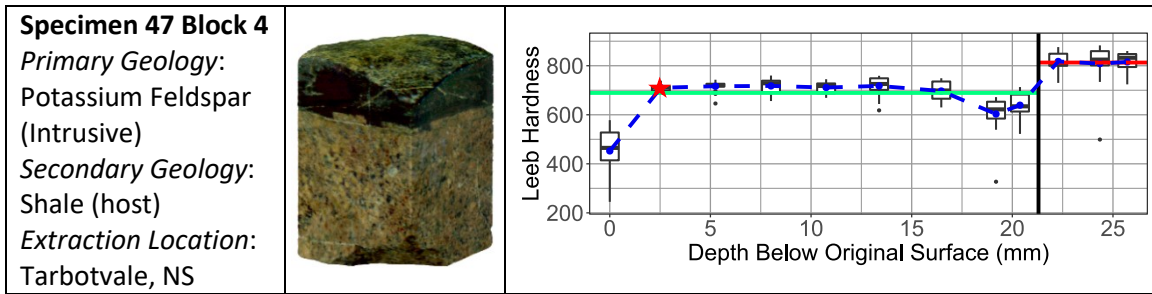 Specimen 47 Block 4
Primary Geology:
Potassium Feldspar
(Intrusive)
Secondary Geology:
Shale (host)
Extraction Location:
Tarbotvale, NS
Leeb Hardness
800
600
400
200
0 5 10 15 20 25
Depth Below Original Surface (mm)